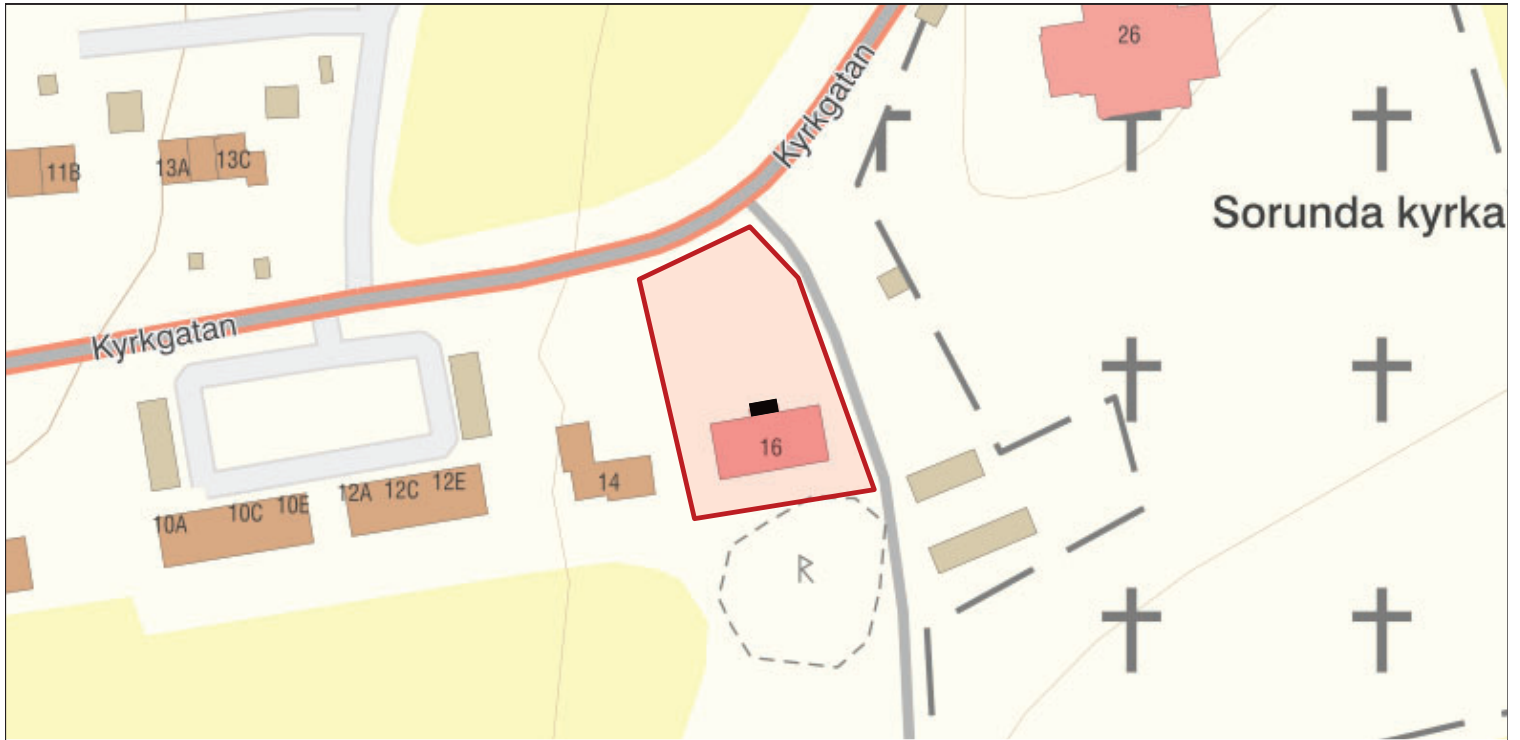 26
Kyrkgatan
11B
13A
13C
Sorunda kyrka
Kyrkgatan
16
14
12E
12C
12A
10E
10C
10A
R